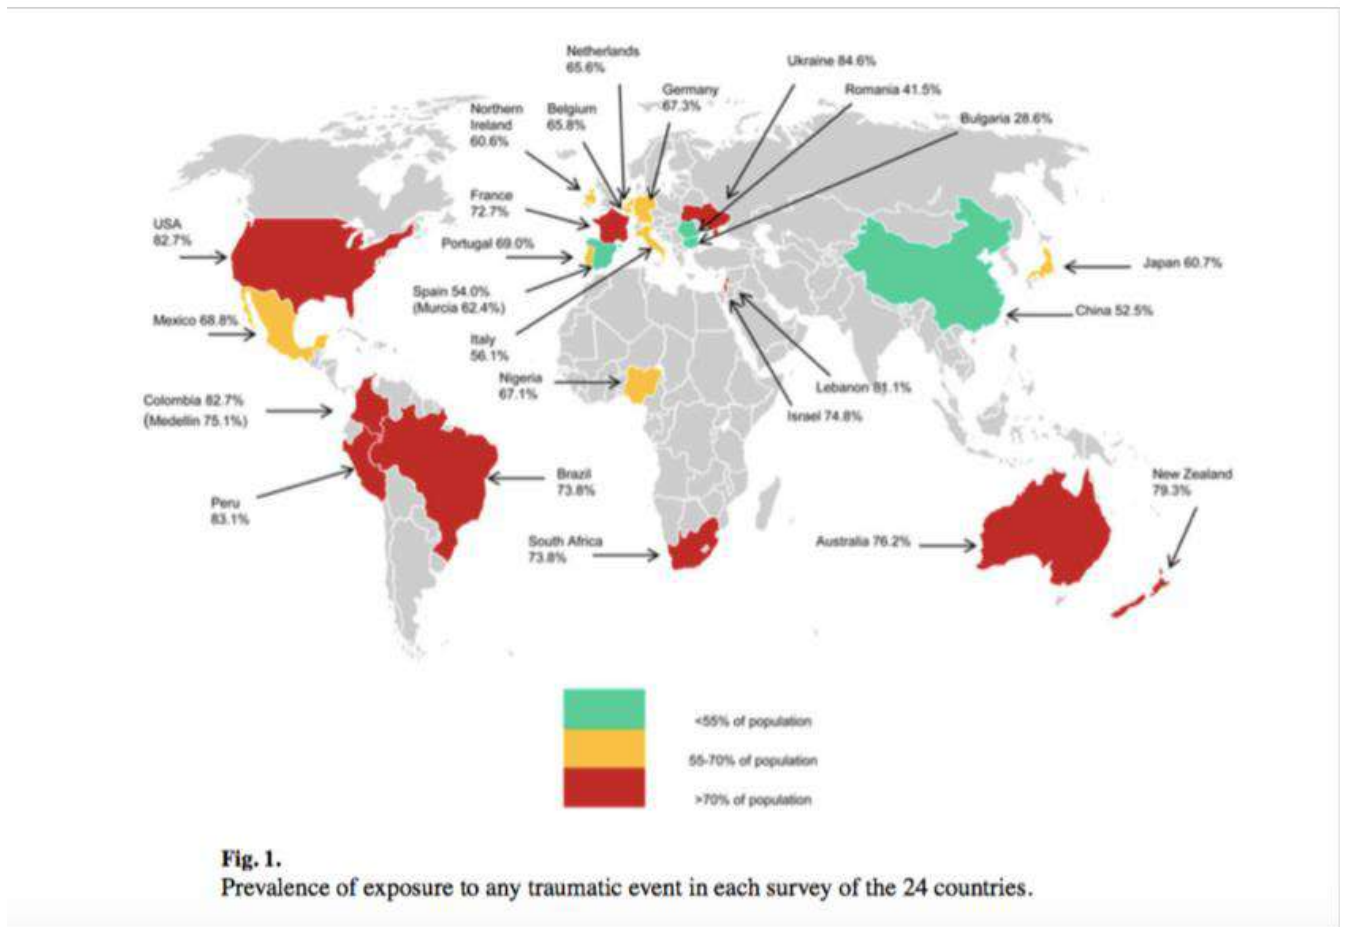 Netherlands
65.6%
Ukraine 84.6%
Germany
67.3%
Romania 41.5%
Northern
Ireland
60.6%
Belgium
65.8%
Bulgaria 28.6%
France
72.7%
USA
82.7%
Portugal 69.0%
Japan 60.7%
Spain 54.0%
(Murcia 62.4%)
China 52.5%
Mexico 68.8%
Italy
56.1%
Nigeria
67.1%
Lebanon 81.1%
Colombia 82.7%
(Medellin 75.1%)
Israel 74.8%
Brazil
73.8%
New Zealand
79.3%
Peru
83.1%
South Africa
73.8%
Australia 76.2%
<55% of population
55-70% of population
>70% of population
Fig. 1.
Prevalence of exposure to any traumatic event in each survey of the 24 countries.